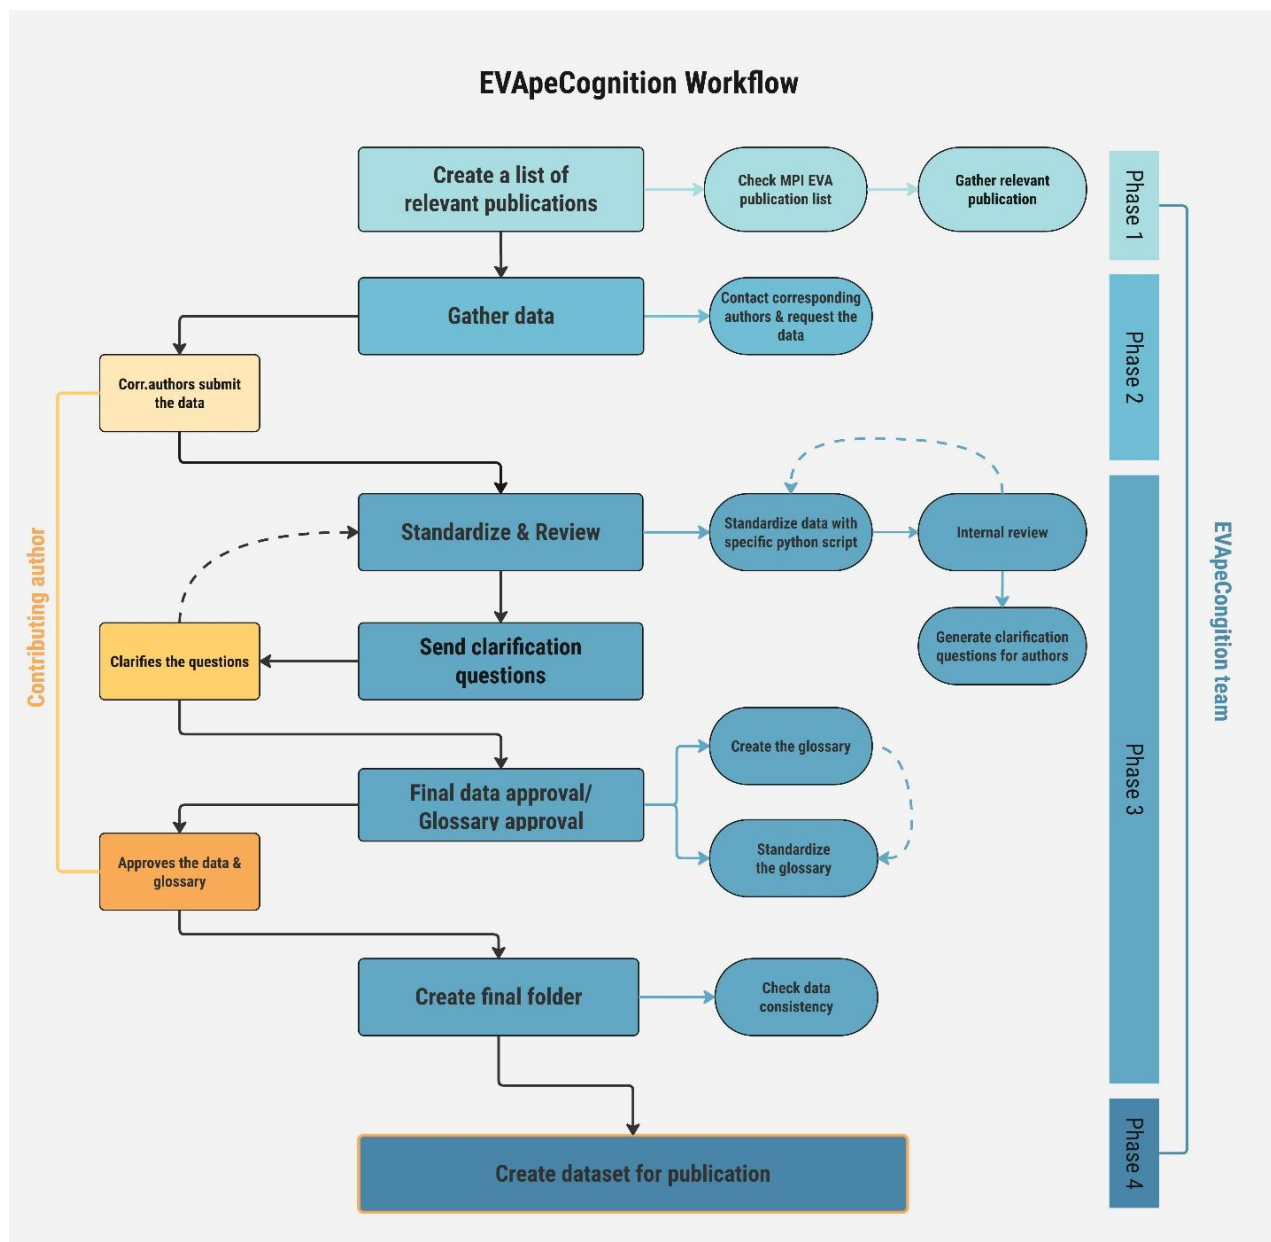 EVApeCognition Workflow
Create a list of
relevant publications
Check MPI EVA
publication list
Gather relevant
publication
Phase 1
Gather data
Contact corresponding
authors & request the
data
Phase 2
Corr.authors submit
the data
Standardize & Review
Standardize data with
specific python script
Internal review
Contributing author
EVApeCongition team
Clarifies the questions
Send clarification
questions
Generate clarification
questions for authors
Phase 3
Final data approval/
Glossary approval
Create the glossary
Standardize
the glossary
Approves the data &
glossary
Create final folder
Check data
consistency
Create dataset for publication
Phase 4